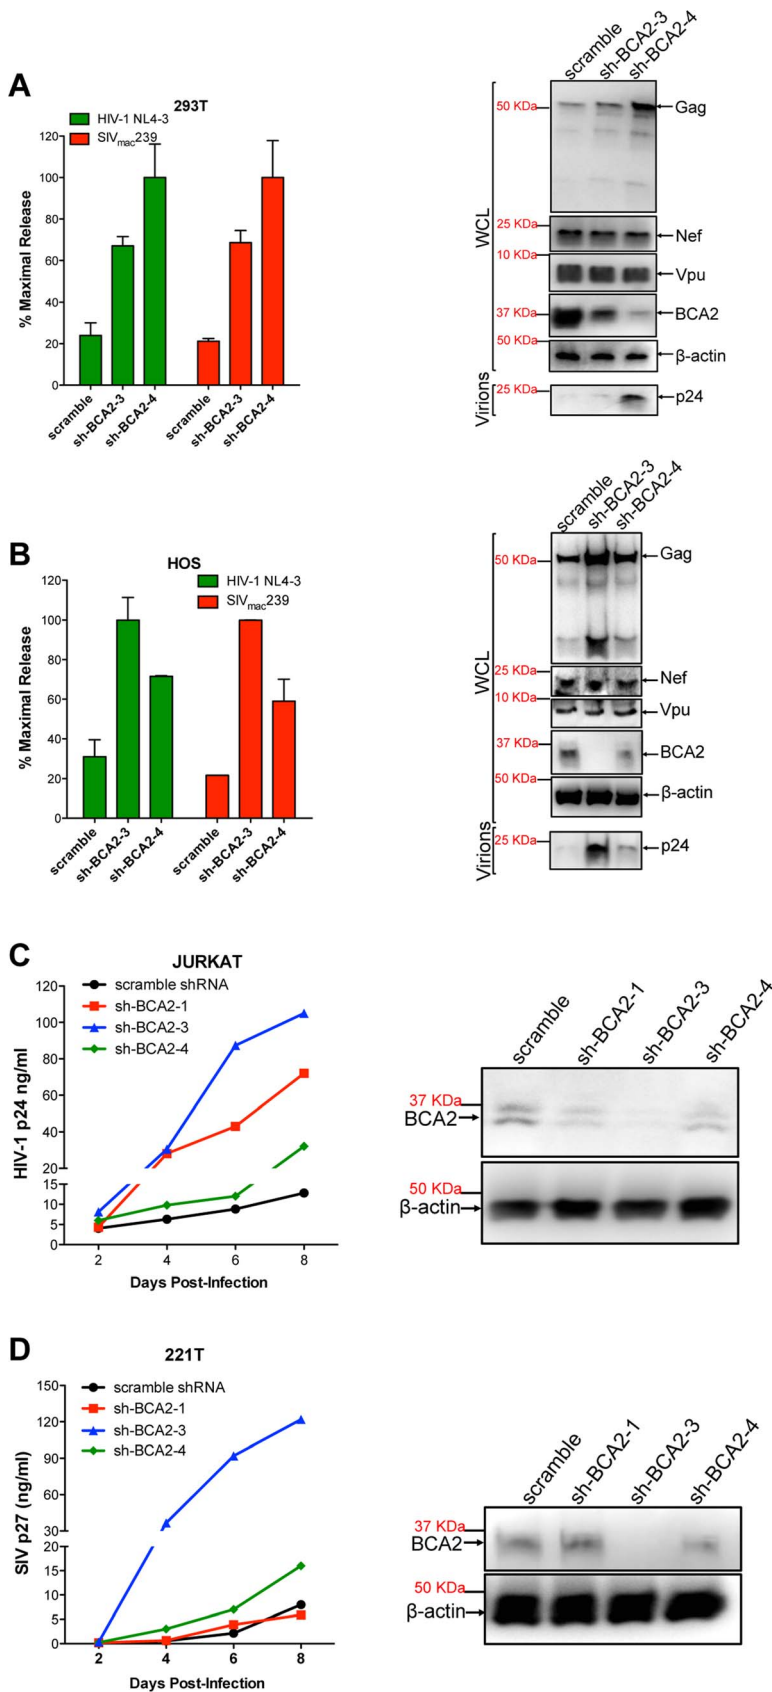 A
293T
HIV-1 NL4-3
SIVmac239
% Maximal Release
120
100
80
60
40
20
0
scramble
sh-BCA2-3
sh-BCA2-4
scramble
sh-BCA2-3
sh-BCA2-4
scramble
sh-BCA2-3
sh-BCA2-4
WCL
50 KDa
Gag
25 KDa
Nef
10 KDa
Vpu
37 KDa
BCA2
50 KDa
β-actin
Virions
25 KDa
p24
B
HOS
HIV-1 NL4-3
SIVmac239
% Maximal Release
120
100
80
60
40
20
0
scramble
sh-BCA2-3
sh-BCA2-4
scramble
sh-BCA2-3
sh-BCA2-4
scramble
sh-BCA2-3
sh-BCA2-4
WCL
50 KDa
Gag
25 KDa
Nef
10 KDa
Vpu
37 KDa
BCA2
50 KDa
β-actin
Virions
25 KDa
p24
C
JURKAT
scramble shRNA
sh-BCA2-1
sh-BCA2-3
sh-BCA2-4
HIV-1 p24 ng/ml
120
100
80
60
40
20
15
10
5
0
2 4 6 8
Days Post-Infection
scramble
sh-BCA2-1
sh-BCA2-3
sh-BCA2-4
37 KDa
BCA2
50 KDa
β-actin
D
221T
scramble shRNA
sh-BCA2-1
sh-BCA2-3
sh-BCA2-4
SIV p27 (ng/ml)
150
120
90
60
30
20
15
10
5
0
2 4 6 8
Days Post-Infection
scramble
sh-BCA2-1
sh-BCA2-3
sh-BCA2-4
37 KDa
BCA2
50 KDa
β-actin